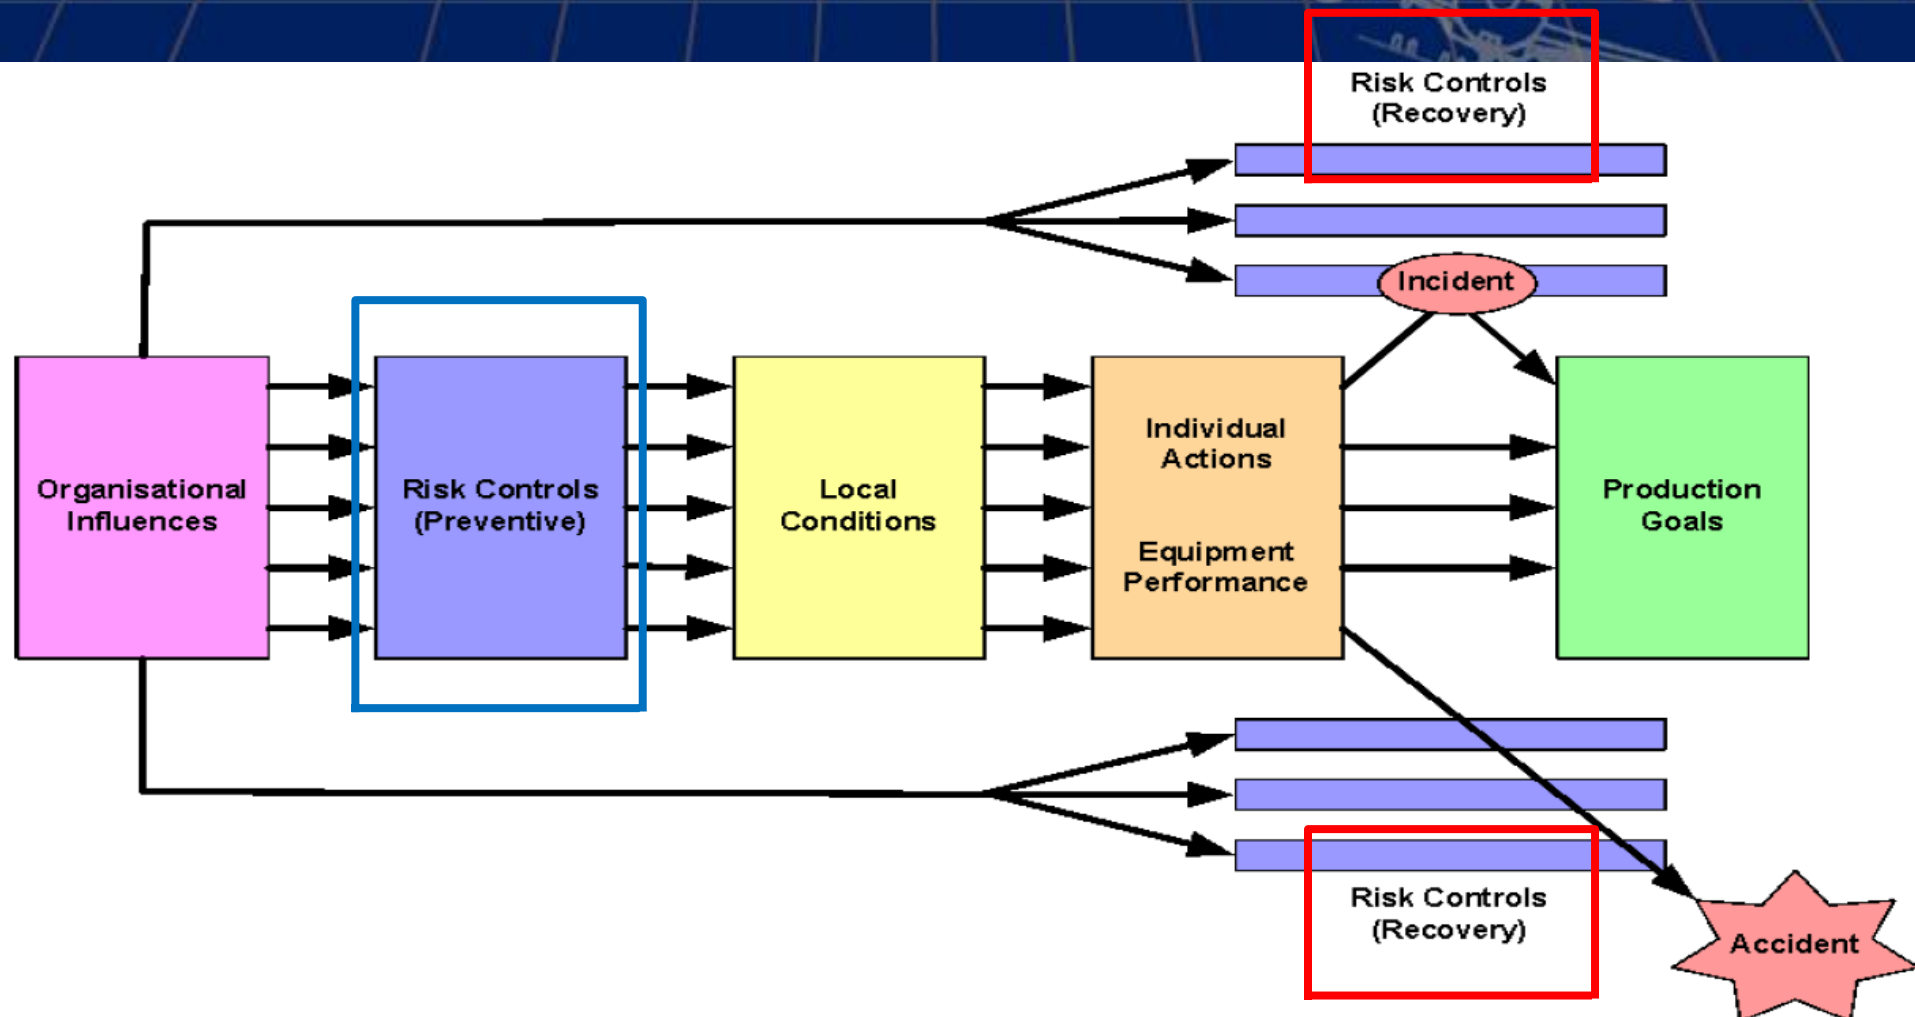 Risk Controls
(Recovery)
Incident
Organisational
Influences
Risk Controls
(Preventive)
Local
Conditions
Individual
Actions
Equipment
Performance
Production
Goals
Risk Controls
(Recovery)
Accident